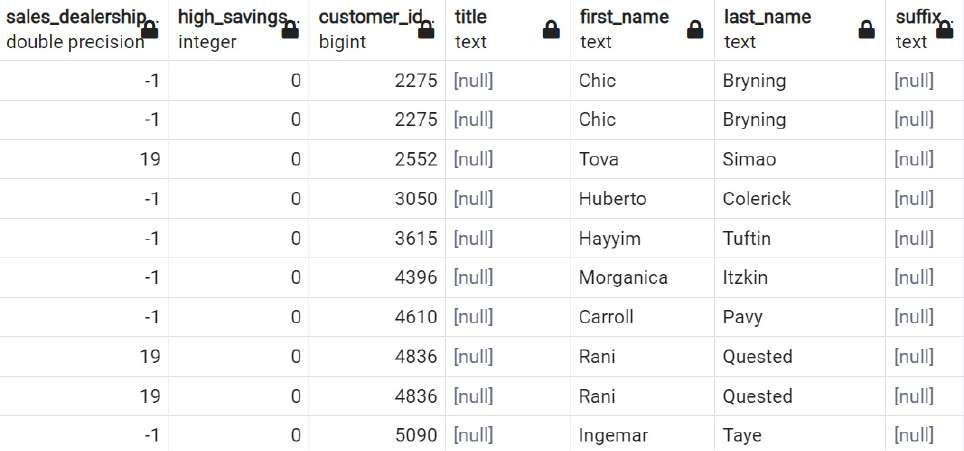 sales_dealership.. high_savings.. customer_id.. title first_name last_name suffix..
double precision integer bigint text text text text
-1 0 2275 [null] Chic Bryning [null]
-1 0 2275 [null] Chic Bryning [null]
19 0 2552 [null] Tova Simao [null]
-1 0 3050 [null] Huberto Colerick [null]
-1 0 3615 [null] Hayyim Tuftin [null]
-1 0 4396 [null] Morganica Itzkin [null]
-1 0 4610 [null] Carroll Pavy [null]
19 0 4836 [null] Rani Quested [null]
19 0 4836 [null] Rani Quested [null]
-1 0 5090 [null] Ingemar Taye [null]